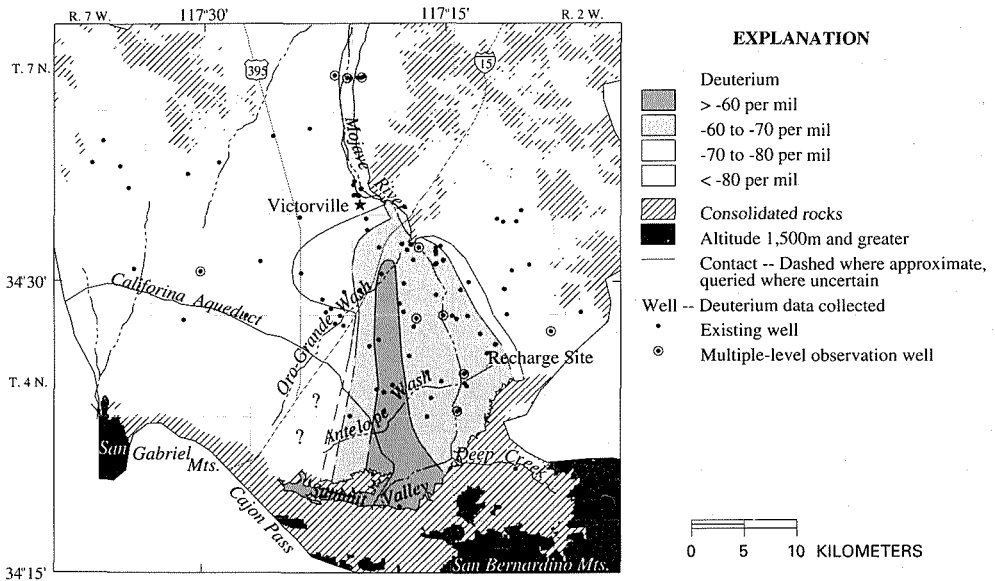 R. 7 W.
117°30'
117°15'
R. 2 W.
T. 7 N.
395
15
Mojave River
Victorville
34°30'
Califorina Aqueduct
Oro-Grande Wash
Recharge Site
T. 4 N.
?
?
Antelope Wash
San Gabriel Mts.
Deep Creek
Summit Valley
Cajon Pass
San Bernardino Mts.
34°15'
EXPLANATION
Deuterium
> -60 per mil
-60 to -70 per mil
-70 to -80 per mil
< -80 per mil
Consolidated rocks
Altitude 1,500m and greater
Contact -- Dashed where approximate,
queried where uncertain
Well -- Deuterium data collected
Existing well
Multiple-level observation well
0 5 10 KILOMETERS